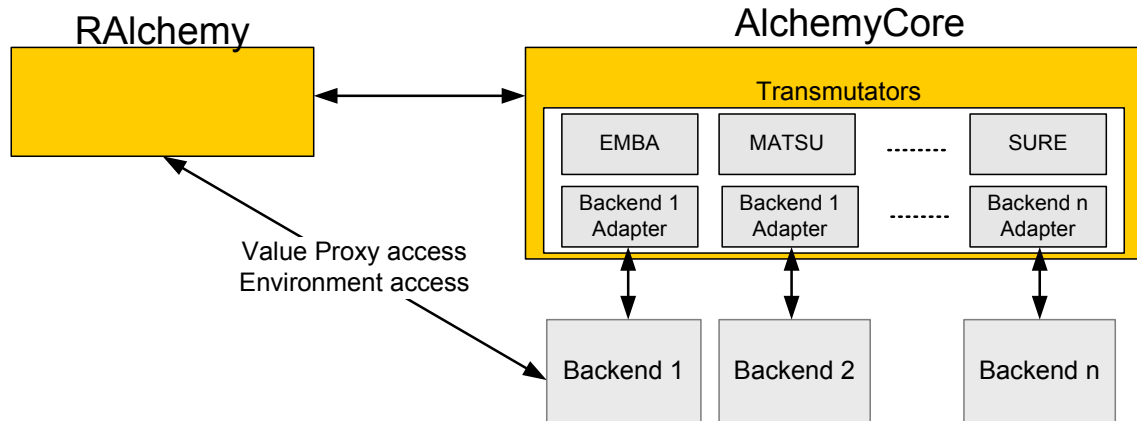 RAlchemy
AlchemyCore
Transmutators
EMBA
MATSU
SURE
Backend 1
Adapter
Backend 1
Adapter
Backend n
Adapter
Value Proxy access
Environment access
Backend 1
Backend 2
Backend n